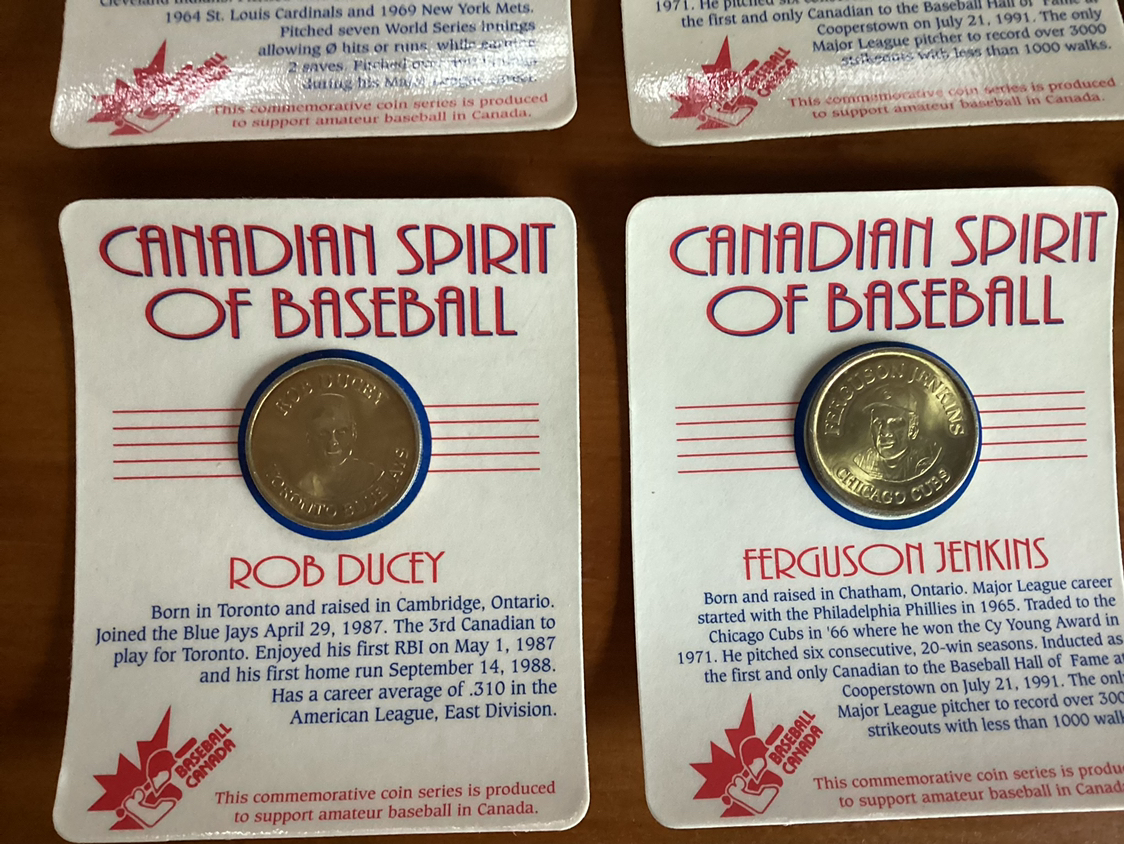 1964 St. Louis Cardinals and 1969 New York Mets.
Pitched seven World Series innings
allowing Ø hits or runs, while earning
2 saves. Pitched over
during his Major League career.
BASEBALL
CANADA
This commemorative coin series is produced
to support amateur baseball in Canada.
1971. He pitched six
the first and only Canadian to the Baseball Hall of Fame at
Cooperstown on July 21, 1991. The only
Major League pitcher to record over 3000
strikeouts with less than 1000 walks.
BASEBALL
CANADA
This commemorative coin series is produced
to support amateur baseball in Canada.
CANADIAN SPIRIT
OF BASEBALL
ROB DUCEY
TORONTO BLUE JAYS
ROB DUCEY
Born in Toronto and raised in Cambridge, Ontario.
Joined the Blue Jays April 29, 1987. The 3rd Canadian to
play for Toronto. Enjoyed his first RBI on May 1, 1987
and his first home run September 14, 1988.
Has a career average of .310 in the
American League, East Division.
BASEBALL
CANADA
This commemorative coin series is produced
to support amateur baseball in Canada.
CANADIAN SPIRIT
OF BASEBALL
FERGUSON JENKINS
CHICAGO CUBS
FERGUSON JENKINS
Born and raised in Chatham, Ontario. Major League career
started with the Philadelphia Phillies in 1965. Traded to the
Chicago Cubs in '66 where he won the Cy Young Award in
1971. He pitched six consecutive, 20-win seasons. Inducted as
the first and only Canadian to the Baseball Hall of Fame a
Cooperstown on July 21, 1991. The onl
Major League pitcher to record over 300
strikeouts with less than 1000 walk
BASEBALL
CANADA
This commemorative coin series is produ
to support amateur baseball in Canada